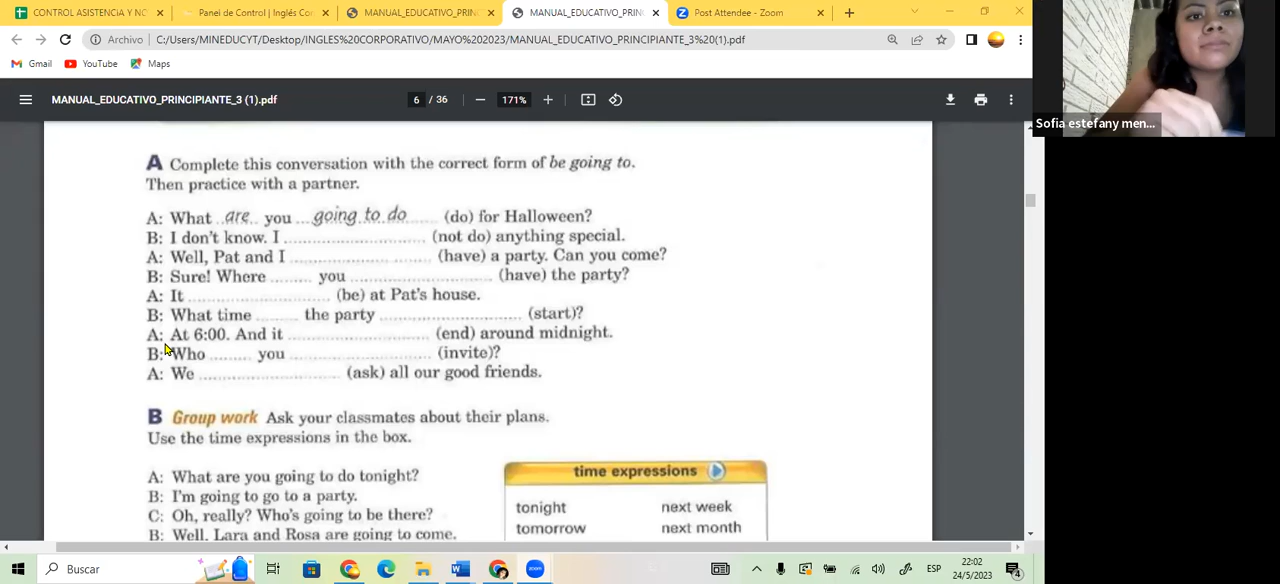 CONTROL ASISTENCIA Y NO
Panel de Control | Inglés Cor
MANUAL_EDUCATIVO_PRIN
MANUAL_EDUCATIVO_PRIN
Post Attendee - Zoom
Archivo | C:/Users/MINEDUCYT/Desktop/INGLES%20CORPORATIVO/MAYO%202023/MANUAL_EDUCATIVO_PRINCIPIANTE_3%20(1).pdf
Gmail YouTube Maps
MANUAL_EDUCATIVO_PRINCIPIANTE_3 (1).pdf 6 / 36 171%
Sofia estefany men...
A Complete this conversation with the correct form of be going to.
Then practice with a partner.
A: What are you going to do (do) for Halloween?
B: I don't know. I .............................. (not do) anything special.
A: Well, Pat and I .............................. (have) a party. Can you come?
B: Sure! Where ........ you .............................. (have) the party?
A: It .............................. (be) at Pat's house.
B: What time ........ the party .............................. (start)?
A: At 6:00. And it .............................. (end) around midnight.
B: Who ........ you .............................. (invite)?
A: We .............................. (ask) all our good friends.
B Group work Ask your classmates about their plans.
Use the time expressions in the box.
A: What are you going to do tonight?
B: I'm going to go to a party.
C: Oh, really? Who's going to be there?
B: Well, Lara and Rosa are going to come.
time expressions
tonight next week
tomorrow next month
Buscar
ESP
22:02
24/5/2023
4